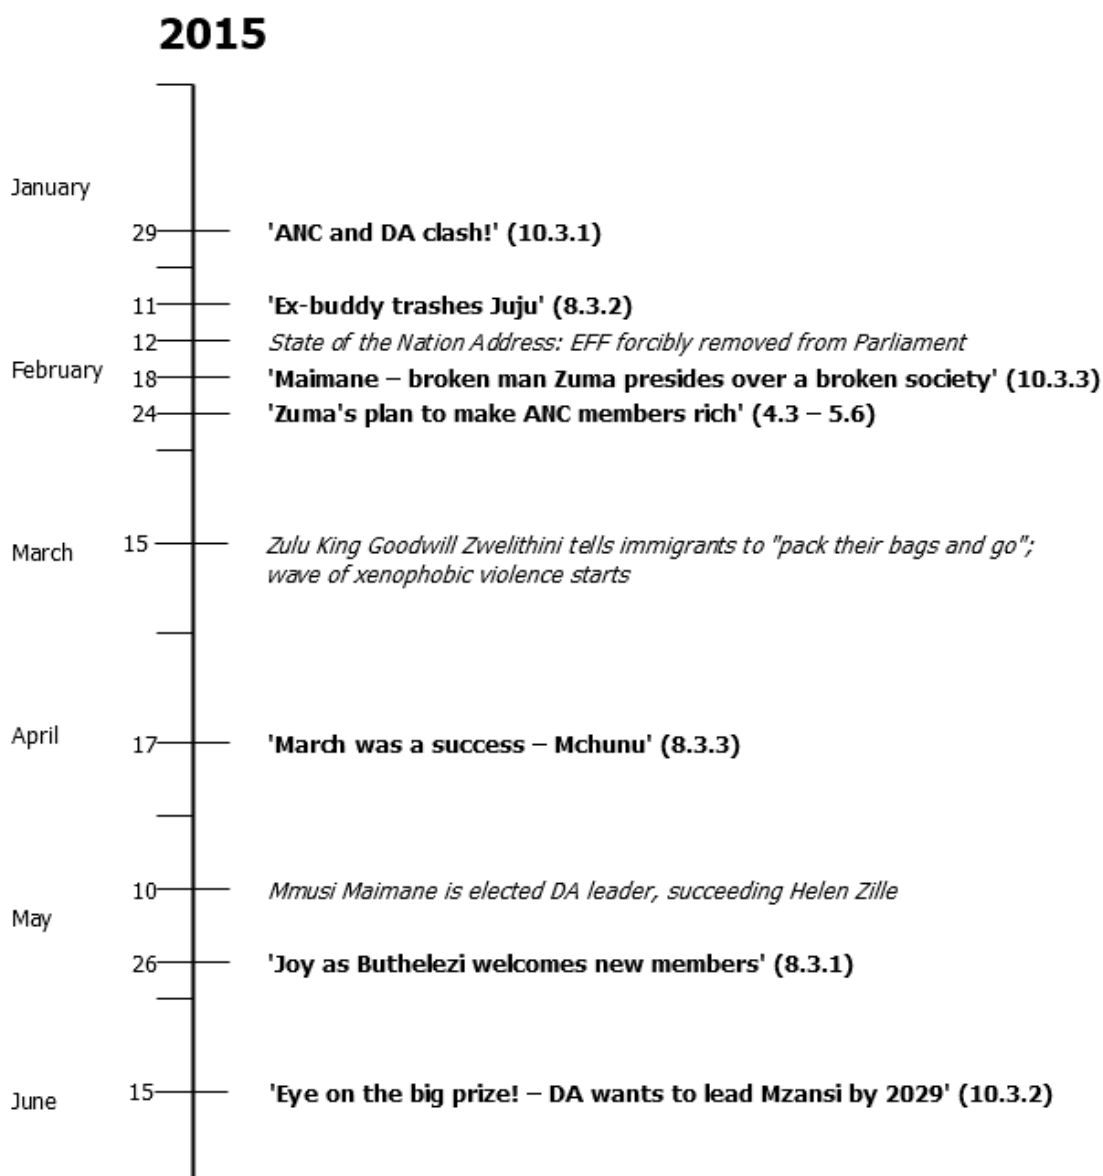 2015
January
29 'ANC and DA clash!' (10.3.1)
11 'Ex-buddy trashes Juju' (8.3.2)
12 State of the Nation Address: EFF forcibly removed from Parliament
February
18 'Maimane – broken man Zuma presides over a broken society' (10.3.3)
24 'Zuma's plan to make ANC members rich' (4.3 – 5.6)
March
15 Zulu King Goodwill Zwelithini tells immigrants to "pack their bags and go";
wave of xenophobic violence starts
April
17 'March was a success – Mchunu' (8.3.3)
10 Mmusi Maimane is elected DA leader, succeeding Helen Zille
May
26 'Joy as Buthelezi welcomes new members' (8.3.1)
June
15 'Eye on the big prize! – DA wants to lead Mzansi by 2029' (10.3.2)